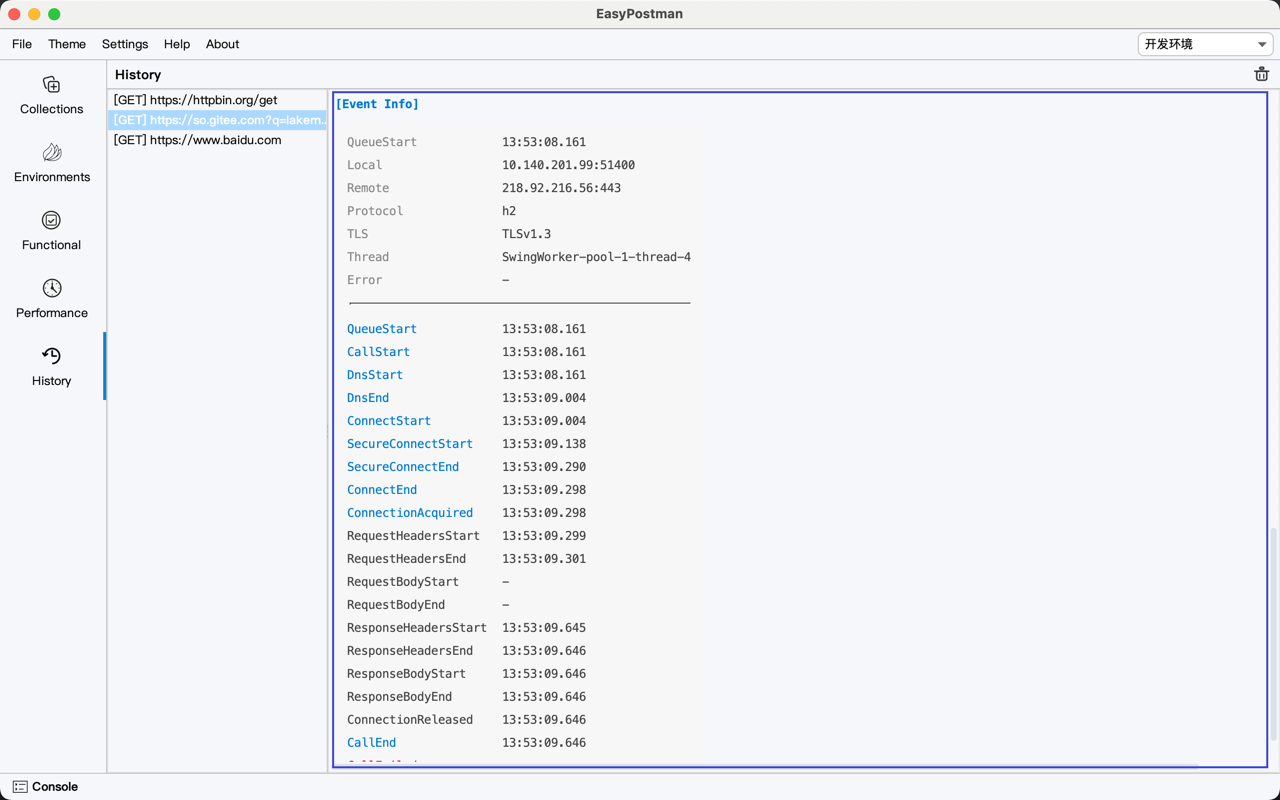 EasyPostman
File Theme Settings Help About
开发环境
Collections
Environments
Functional
Performance
History
History
[GET] https://httpbin.org/get
[GET] https://so.gitee.com?q=lakem...
[GET] https://www.baidu.com
[Event Info]
QueueStart 13:53:08.161
Local 10.140.201.99:51400
Remote 218.92.216.56:443
Protocol h2
TLS TLSv1.3
Thread SwingWorker-pool-1-thread-4
Error –
QueueStart 13:53:08.161
CallStart 13:53:08.161
DnsStart 13:53:08.161
DnsEnd 13:53:09.004
ConnectStart 13:53:09.004
SecureConnectStart 13:53:09.138
SecureConnectEnd 13:53:09.290
ConnectEnd 13:53:09.298
ConnectionAcquired 13:53:09.298
RequestHeadersStart 13:53:09.299
RequestHeadersEnd 13:53:09.301
RequestBodyStart –
RequestBodyEnd –
ResponseHeadersStart 13:53:09.645
ResponseHeadersEnd 13:53:09.646
ResponseBodyStart 13:53:09.646
ResponseBodyEnd 13:53:09.646
ConnectionReleased 13:53:09.646
CallEnd 13:53:09.646
Console